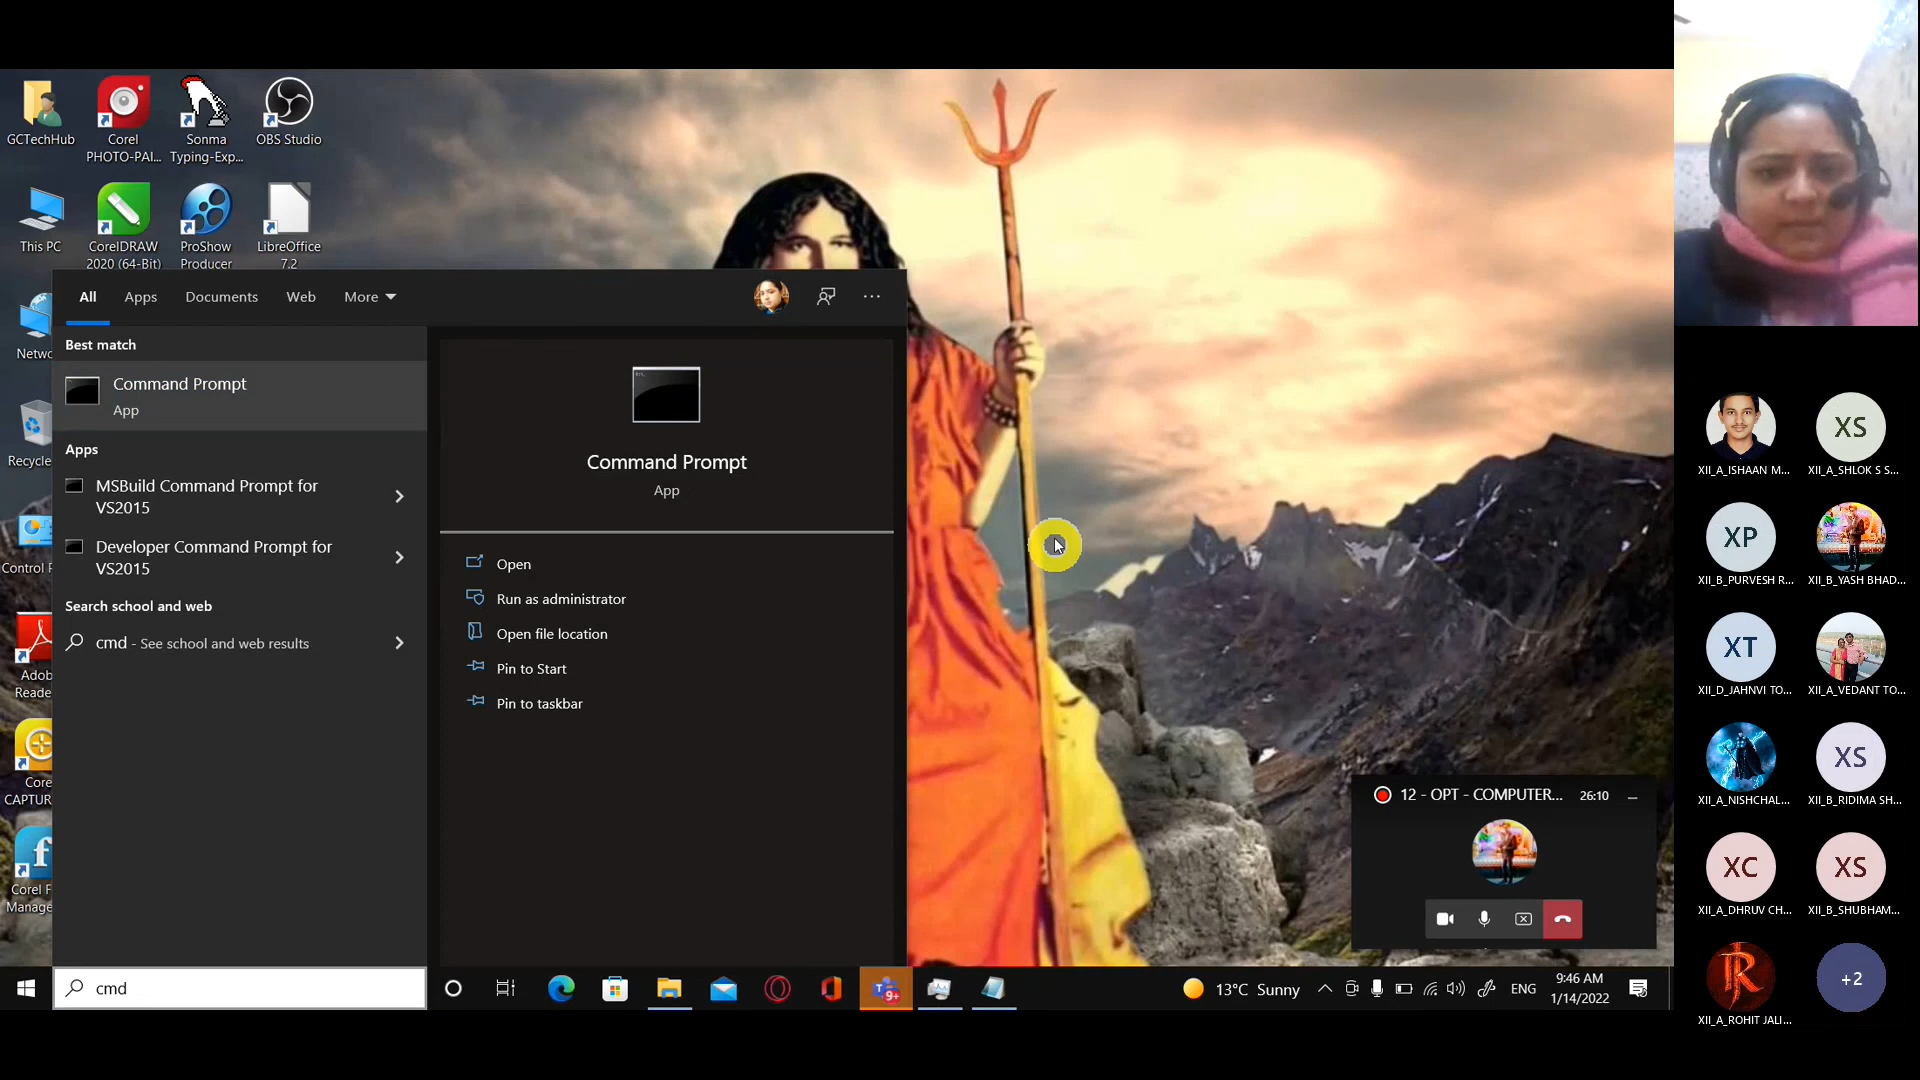 GCTechHub
Corel
PHOTO-PAI...
Sonma
Typing-Exp...
OBS Studio
This PC
CorelDRAW
2020 (64-Bit)
ProShow
Producer
LibreOffice
7.2
Netwo
Recycle
Control P
Adob
Reade
Core
CAPTUR
Corel F
Manage
All
Apps
Documents
Web
More
Best match
Command Prompt
App
Apps
MSBuild Command Prompt for
VS2015
Developer Command Prompt for
VS2015
Search school and web
cmd - See school and web results
Command Prompt
App
Open
Run as administrator
Open file location
Pin to Start
Pin to taskbar
12 - OPT - COMPUTER...
26:10
cmd
9+
13°C Sunny
ENG
9:46 AM
1/14/2022
XII_A_ISHAAN M...
XS
XII_A_SHLOK S S...
XP
XII_B_PURVESH R...
XII_B_YASH BHAD...
XT
XII_D_JAHNVI TO...
XII_A_VEDANT TO...
XII_A_NISHCHAL...
XS
XII_B_RIDIMA SH...
XC
XII_A_DHRUV CH...
XS
XII_B_SHUBHAM...
XII_A_ROHIT JALI...
+2